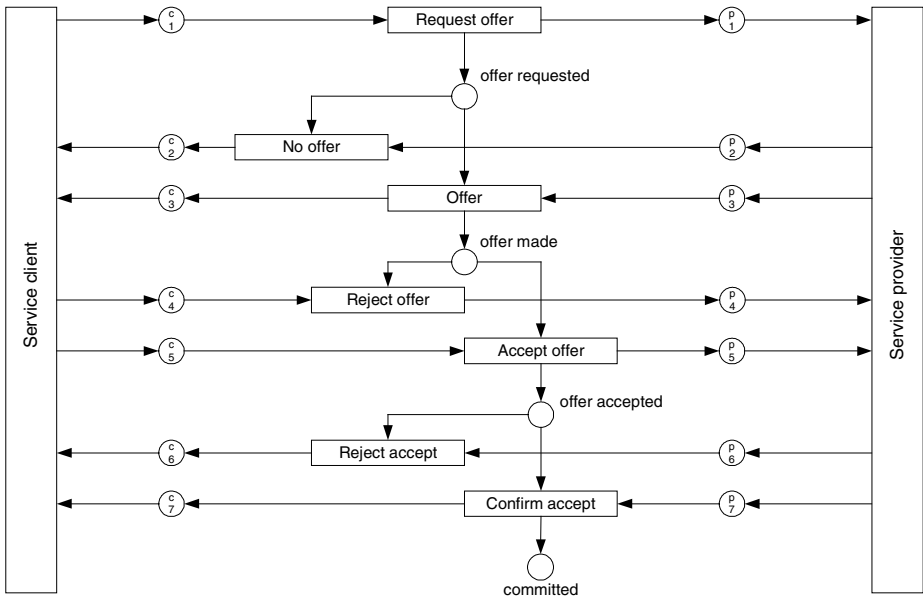 c
1
Request offer
p
1
offer requested
c
2
No offer
p
2
c
3
Offer
p
3
offer made
c
4
Reject offer
p
4
c
5
Accept offer
p
5
offer accepted
c
6
Reject accept
p
6
c
7
Confirm accept
p
7
committed
Service client
Service provider